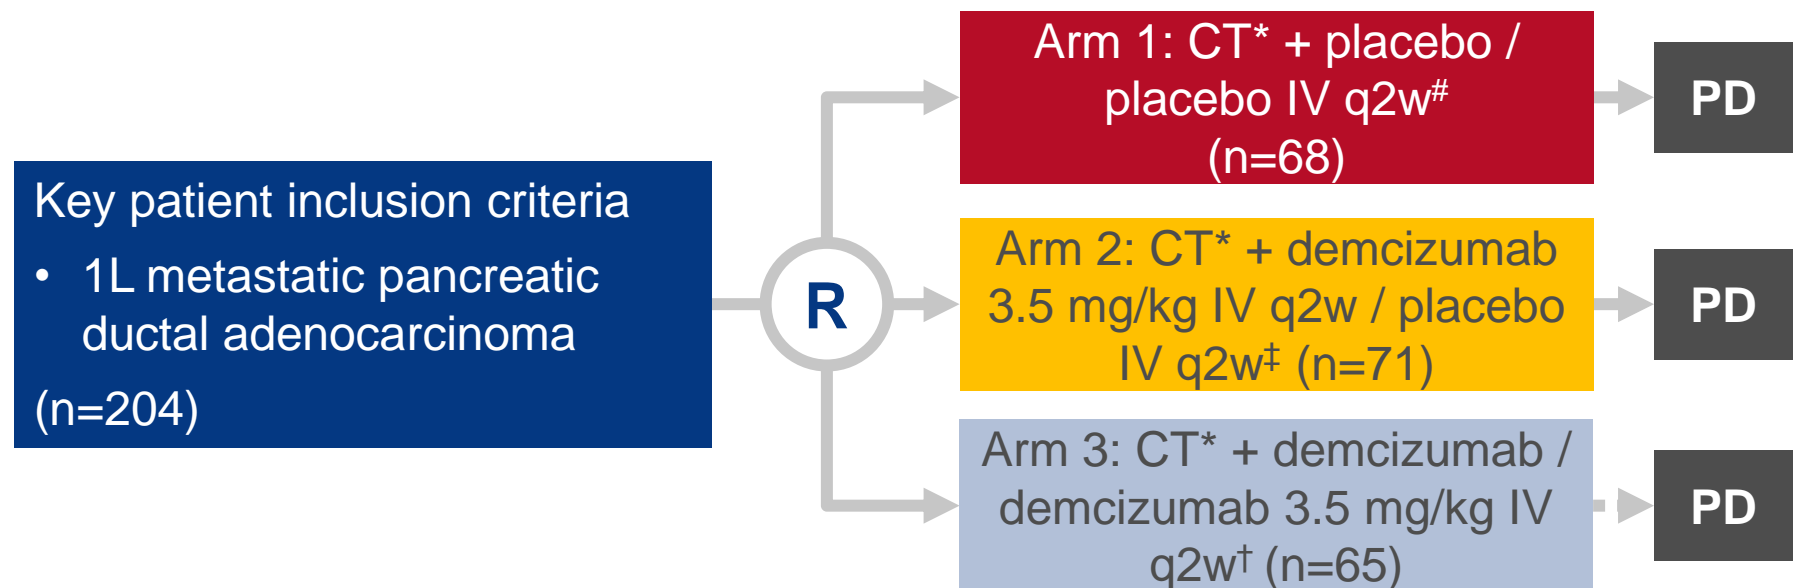 Key patient inclusion criteria
• 1L metastatic pancreatic
ductal adenocarcinoma
(n=204)
R
Arm 1: CT* + placebo /
placebo IV q2w#
(n=68)
PD
Arm 2: CT* + demcizumab
3.5 mg/kg IV q2w / placebo
IV q2w‡ (n=71)
PD
Arm 3: CT* + demcizumab /
demcizumab 3.5 mg/kg IV
q2w† (n=65)
PD